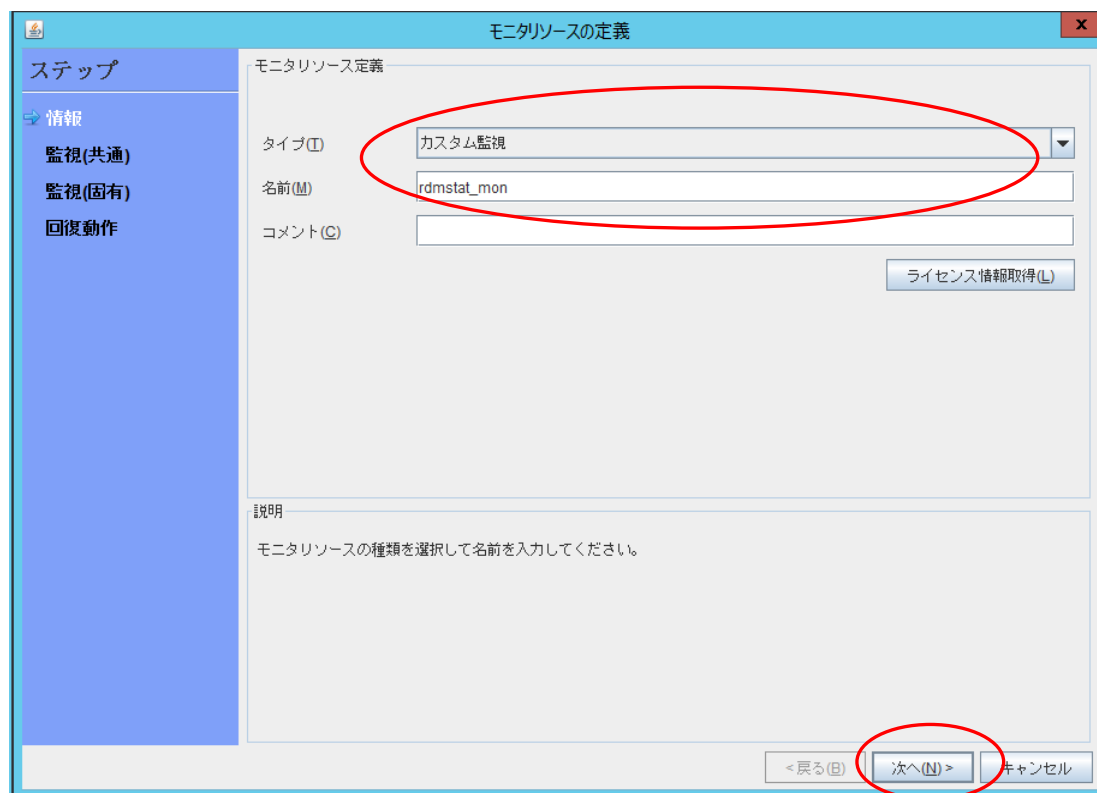 モニタリソースの定義
x
ステップ
情報
監視(共通)
監視(固有)
回復動作
モニタリソース定義
タイプ(T) カスタム監視
名前(M) rdmstat_mon
コメント(C)
ライセンス情報取得(L)
説明
モニタリソースの種類を選択して名前を入力してください。
<戻る(B) 次へ(N) > キャンセル